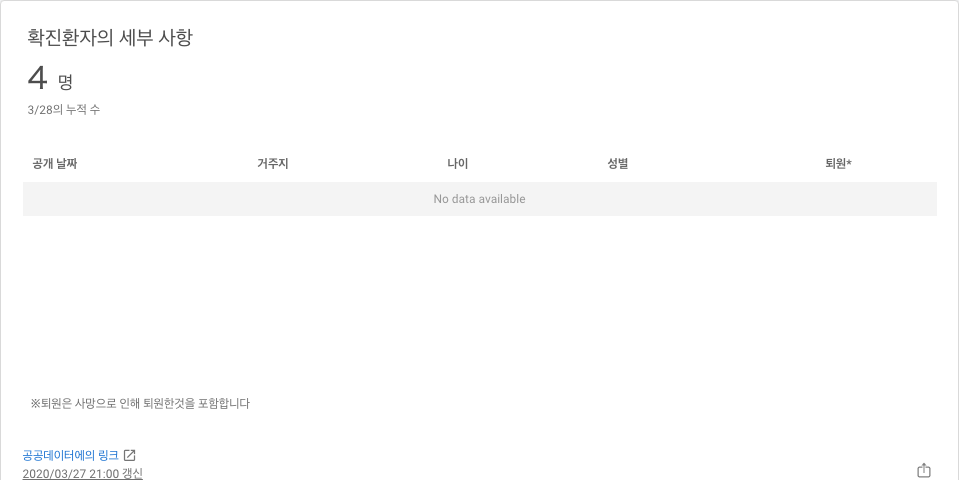 확진환자의 세부 사항
4 명
3/28의 누적 수
공개 날짜 거주지 나이 성별 퇴원*
No data available
※퇴원은 사망으로 인해 퇴원한것을 포함합니다
공공데이터에의 링크
2020/03/27 21:00 갱신